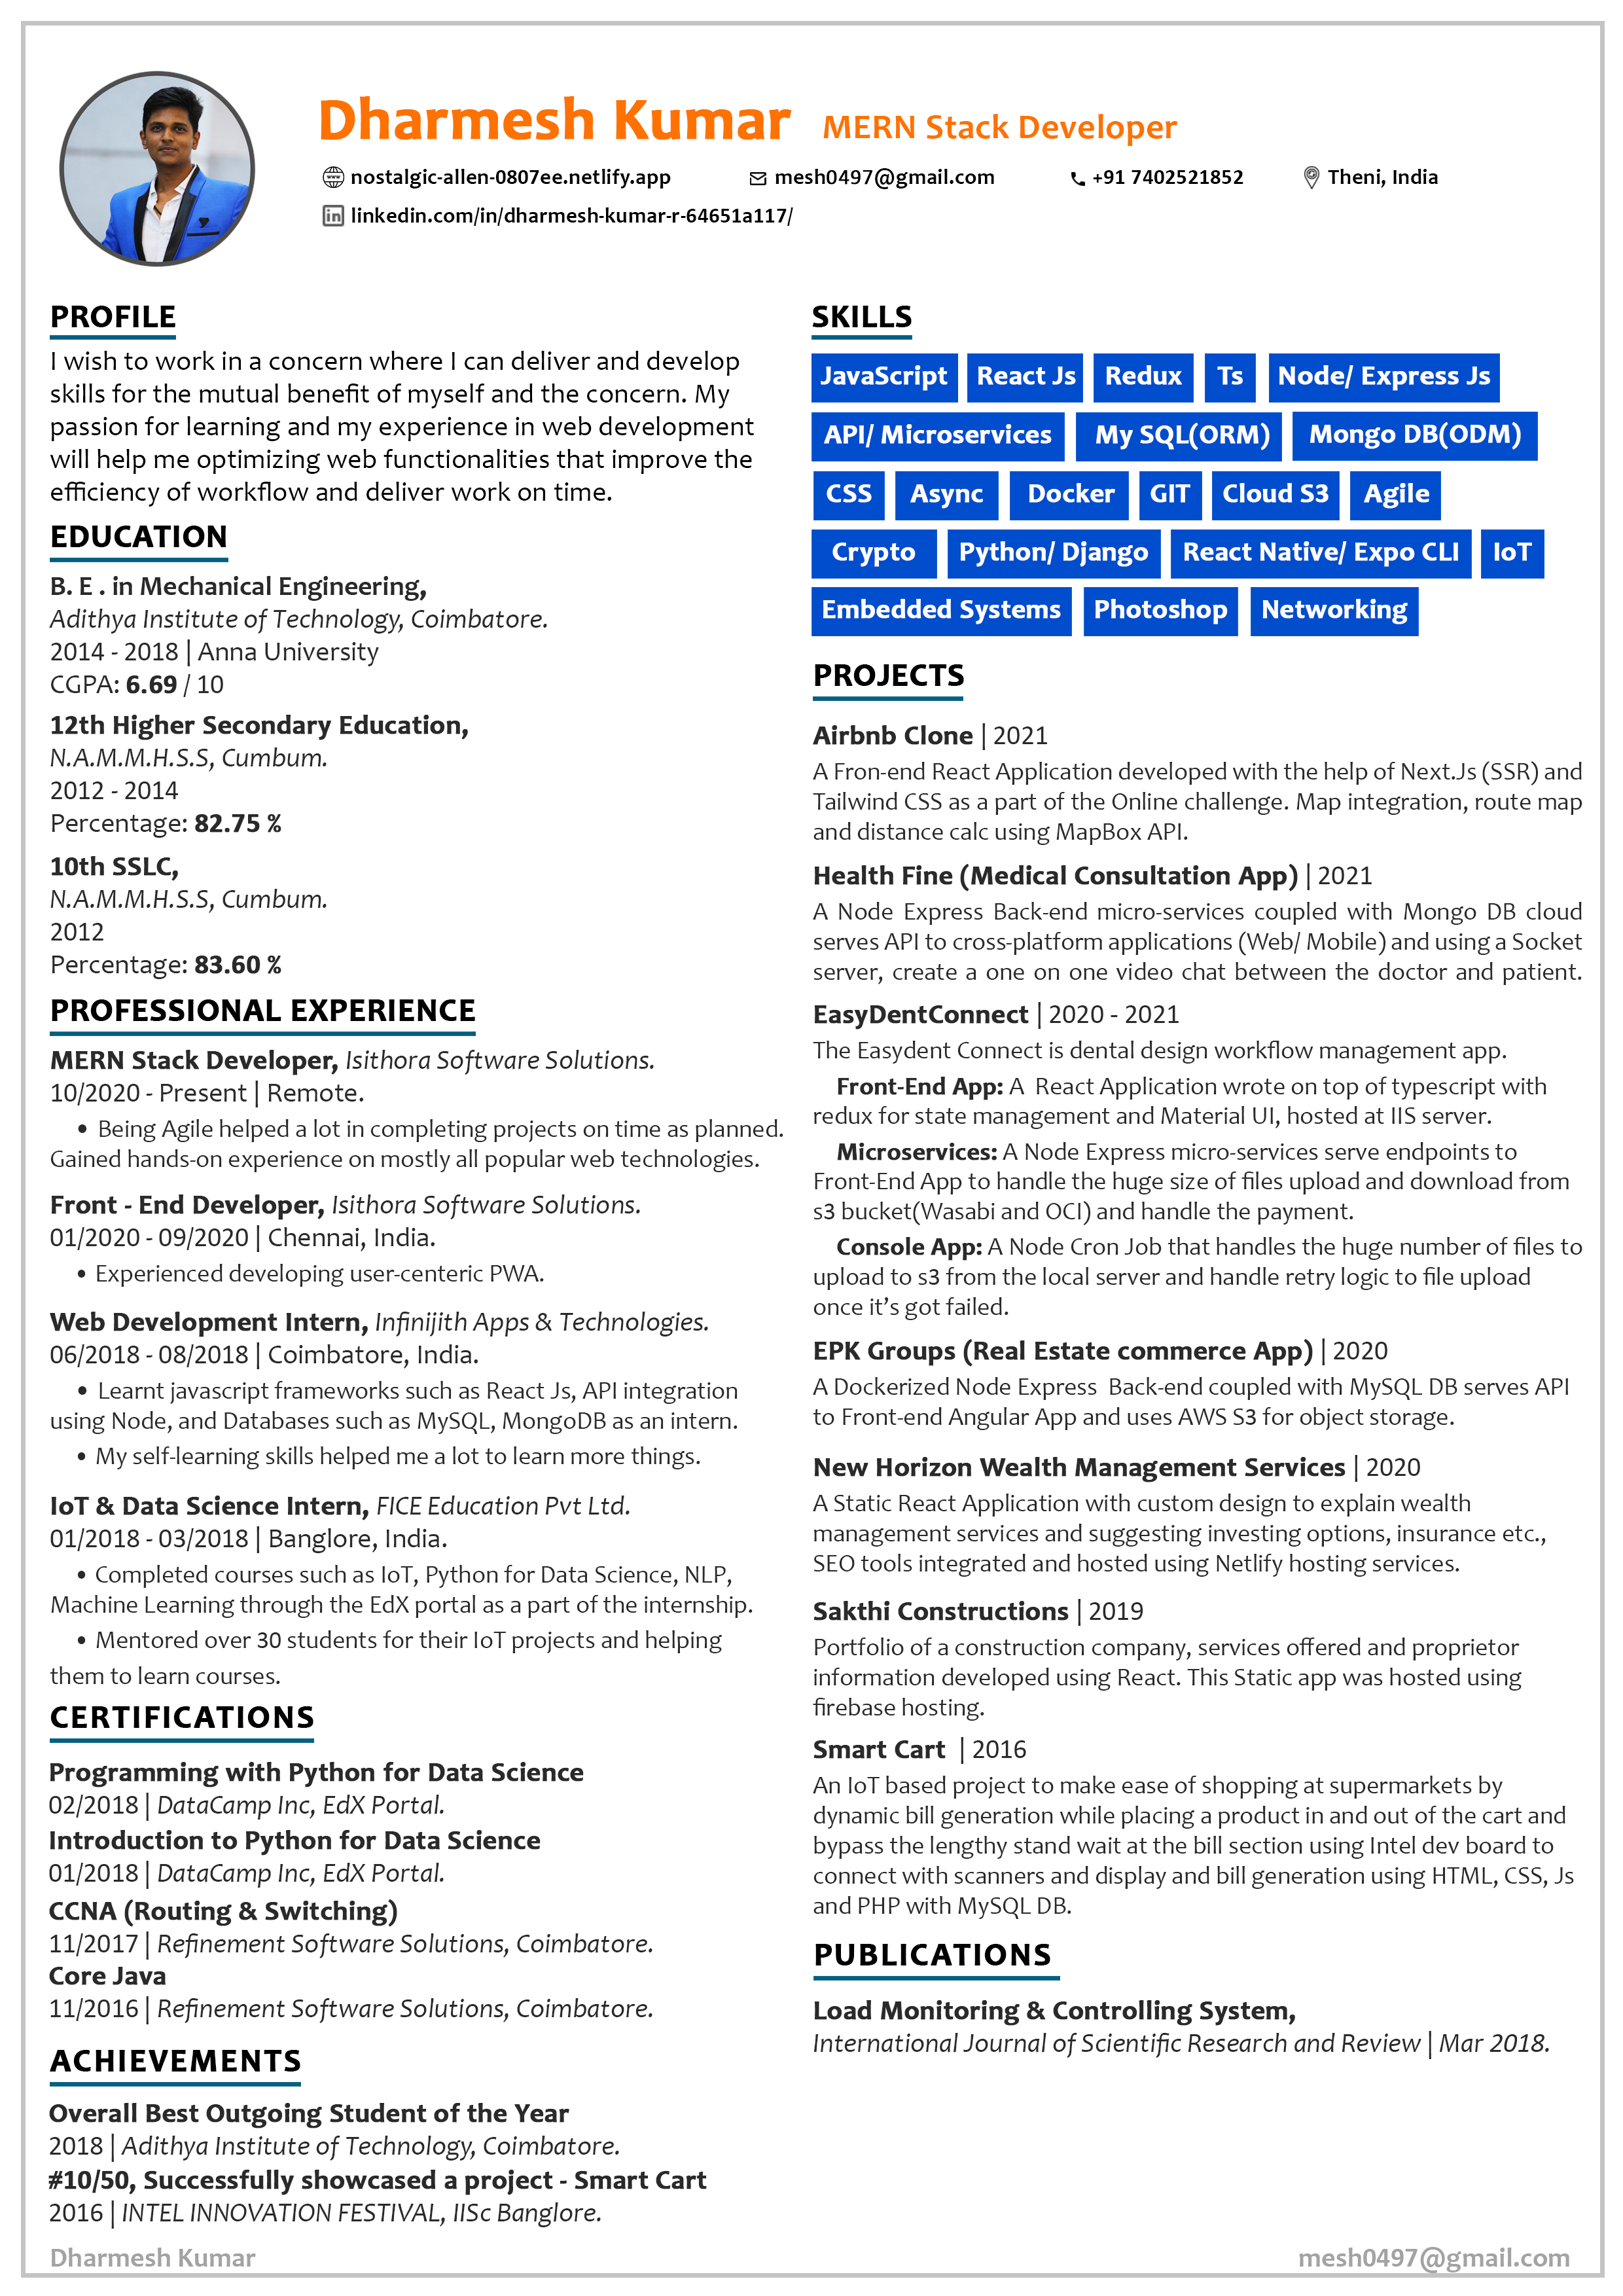 Dharmesh Kumar MERN Stack Developer
nostalgic-allen-0807ee.netlify.app mesh0497@gmail.com +91 7402521852 Theni, India
linkedin.com/in/dharmesh-kumar-r-64651a117/
PROFILE
I wish to work in a concern where I can deliver and develop
skills for the mutual benefit of myself and the concern. My
passion for learning and my experience in web development
will help me optimizing web functionalities that improve the
efficiency of workflow and deliver work on time.
EDUCATION
B. E . in Mechanical Engineering,
Adithya Institute of Technology, Coimbatore.
2014 - 2018 | Anna University
CGPA: 6.69 / 10
12th Higher Secondary Education,
N.A.M.M.H.S.S, Cumbum.
2012 - 2014
Percentage: 82.75 %
10th SSLC,
N.A.M.M.H.S.S, Cumbum.
2012
Percentage: 83.60 %
PROFESSIONAL EXPERIENCE
MERN Stack Developer, Isithora Software Solutions.
10/2020 - Present | Remote.
• Being Agile helped a lot in completing projects on time as planned.
Gained hands-on experience on mostly all popular web technologies.
Front - End Developer, Isithora Software Solutions.
01/2020 - 09/2020 | Chennai, India.
• Experienced developing user-centeric PWA.
Web Development Intern, Infinijith Apps & Technologies.
06/2018 - 08/2018 | Coimbatore, India.
• Learnt javascript frameworks such as React Js, API integration
using Node, and Databases such as MySQL, MongoDB as an intern.
• My self-learning skills helped me a lot to learn more things.
IoT & Data Science Intern, FICE Education Pvt Ltd.
01/2018 - 03/2018 | Banglore, India.
• Completed courses such as IoT, Python for Data Science, NLP,
Machine Learning through the EdX portal as a part of the internship.
• Mentored over 30 students for their IoT projects and helping
them to learn courses.
CERTIFICATIONS
Programming with Python for Data Science
02/2018 | DataCamp Inc, EdX Portal.
Introduction to Python for Data Science
01/2018 | DataCamp Inc, EdX Portal.
CCNA (Routing & Switching)
11/2017 | Refinement Software Solutions, Coimbatore.
Core Java
11/2016 | Refinement Software Solutions, Coimbatore.
ACHIEVEMENTS
Overall Best Outgoing Student of the Year
2018 | Adithya Institute of Technology, Coimbatore.
#10/50, Successfully showcased a project - Smart Cart
2016 | INTEL INNOVATION FESTIVAL, IISc Banglore.
SKILLS
JavaScript React Js Redux Ts Node/ Express Js
API/ Microservices My SQL(ORM) Mongo DB(ODM)
CSS Async Docker GIT Cloud S3 Agile
Crypto Python/ Django React Native/ Expo CLI IoT
Embedded Systems Photoshop Networking
PROJECTS
Airbnb Clone | 2021
A Fron-end React Application developed with the help of Next.Js (SSR) and
Tailwind CSS as a part of the Online challenge. Map integration, route map
and distance calc using MapBox API.
Health Fine (Medical Consultation App) | 2021
A Node Express Back-end micro-services coupled with Mongo DB cloud
serves API to cross-platform applications (Web/ Mobile) and using a Socket
server, create a one on one video chat between the doctor and patient.
EasyDentConnect | 2020 - 2021
The Easydent Connect is dental design workflow management app.
Front-End App: A React Application wrote on top of typescript with
redux for state management and Material UI, hosted at IIS server.
Microservices: A Node Express micro-services serve endpoints to
Front-End App to handle the huge size of files upload and download from
s3 bucket(Wasabi and OCI) and handle the payment.
Console App: A Node Cron Job that handles the huge number of files to
upload to s3 from the local server and handle retry logic to file upload
once it's got failed.
EPK Groups (Real Estate commerce App) | 2020
A Dockerized Node Express Back-end coupled with MySQL DB serves API
to Front-end Angular App and uses AWS S3 for object storage.
New Horizon Wealth Management Services | 2020
A Static React Application with custom design to explain wealth
management services and suggesting investing options, insurance etc.,
SEO tools integrated and hosted using Netlify hosting services.
Sakthi Constructions | 2019
Portfolio of a construction company, services offered and proprietor
information developed using React. This Static app was hosted using
firebase hosting.
Smart Cart | 2016
An IoT based project to make ease of shopping at supermarkets by
dynamic bill generation while placing a product in and out of the cart and
bypass the lengthy stand wait at the bill section using Intel dev board to
connect with scanners and display and bill generation using HTML, CSS, Js
and PHP with MySQL DB.
PUBLICATIONS
Load Monitoring & Controlling System,
International Journal of Scientific Research and Review | Mar 2018.
Dharmesh Kumar mesh0497@gmail.com